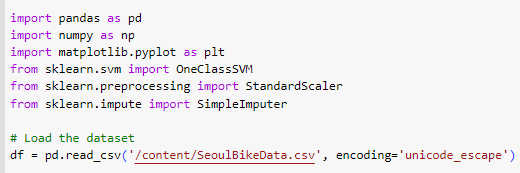 import pandas as pd
import numpy as np
import matplotlib.pyplot as plt
from sklearn.svm import OneClassSVM
from sklearn.preprocessing import StandardScaler
from sklearn.impute import SimpleImputer
# Load the dataset
df = pd.read_csv('/content/SeoulBikeData.csv', encoding='unicode_escape')